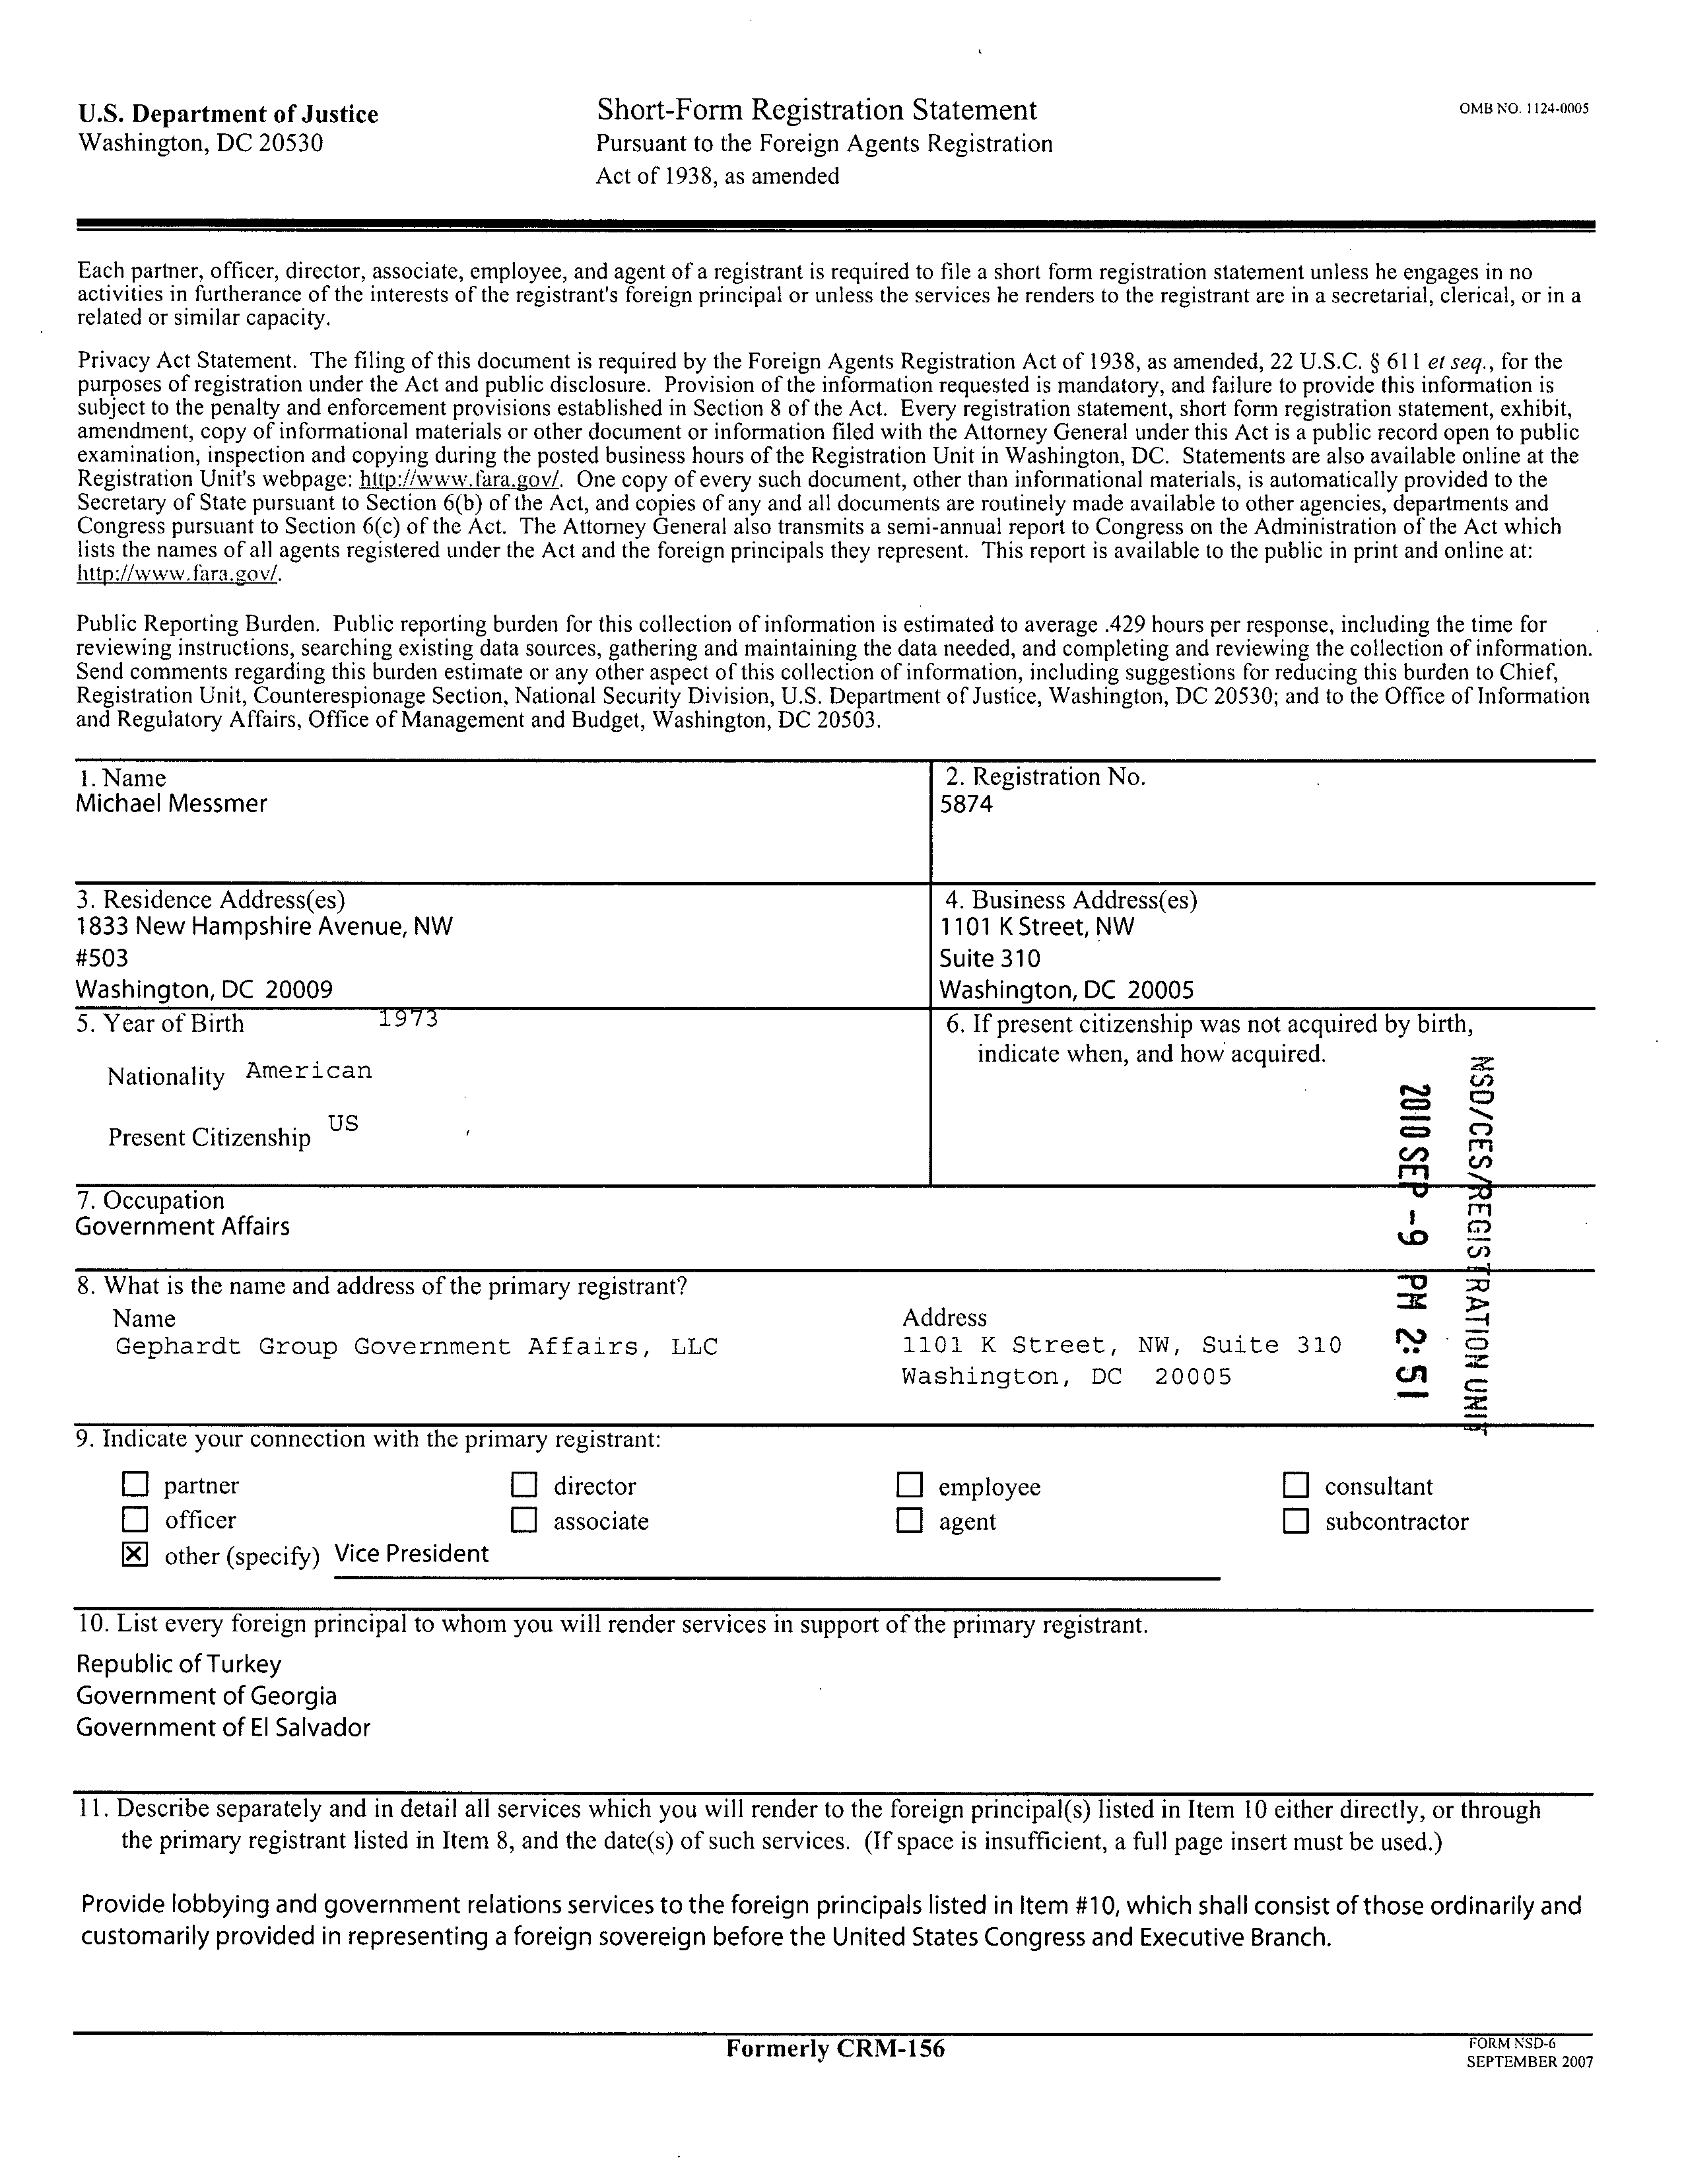 U.S. Department of Justice
Washington, DC 20530
Short-Form Registration Statement
Pursuant to the Foreign Agents Registration
Act of 1938, as amended
OMB NO. 1124-0005
Each partner, officer, director, associate, employee, and agent of a registrant is required to file a short form registration statement unless he engages in no
activities in furtherance of the interests of the registrant's foreign principal or unless the services he renders to the registrant are in a secretarial, clerical, or in a
related or similar capacity.
Privacy Act Statement. The filing of this document is required by the Foreign Agents Registration Act of 1938, as amended, 22 U.S.C. § 611 et seq., for the
purposes of registration under the Act and public disclosure. Provision of the information requested is mandatory, and failure to provide this information is
subject to the penalty and enforcement provisions established in Section 8 of the Act. Every registration statement, short form registration statement, exhibit,
amendment, copy of informational materials or other document or information filed with the Attorney General under this Act is a public record open to public
examination, inspection and copying during the posted business hours of the Registration Unit in Washington, DC. Statements are also available online at the
Registration Unit's webpage: http://www.fara.gov/. One copy of every such document, other than informational materials, is automatically provided to the
Secretary of State pursuant to Section 6(b) of the Act, and copies of any and all documents are routinely made available to other agencies, departments and
Congress pursuant to Section 6(c) of the Act. The Attorney General also transmits a semi-annual report to Congress on the Administration of the Act which
lists the names of all agents registered under the Act and the foreign principals they represent. This report is available to the public in print and online at:
http://www.fara.gov/.
Public Reporting Burden. Public reporting burden for this collection of information is estimated to average .429 hours per response, including the time for
reviewing instructions, searching existing data sources, gathering and maintaining the data needed, and completing and reviewing the collection of information.
Send comments regarding this burden estimate or any other aspect of this collection of information, including suggestions for reducing this burden to Chief,
Registration Unit, Counterespionage Section, National Security Division, U.S. Department of Justice, Washington, DC 20530; and to the Office of Information
and Regulatory Affairs, Office of Management and Budget, Washington, DC 20503.
1. Name
Michael Messmer
2. Registration No.
5874
3. Residence Address(es)
1833 New Hampshire Avenue, NW
#503
Washington, DC 20009
4. Business Address(es)
1101 K Street, NW
Suite 310
Washington, DC 20005
5. Year of Birth 1973
Nationality American
Present Citizenship US
6. If present citizenship was not acquired by birth,
indicate when, and how acquired.
NSD/CES/REGISTRATION UNIT
2010 SEP -9 PM 2:51
7. Occupation
Government Affairs
8. What is the name and address of the primary registrant?
Name
Gephardt Group Government Affairs, LLC
Address
1101 K Street, NW, Suite 310
Washington, DC 20005
9. Indicate your connection with the primary registrant:
☐ partner ☐ director ☐ employee ☐ consultant
☐ officer ☐ associate ☐ agent ☐ subcontractor
☒ other (specify) Vice President
10. List every foreign principal to whom you will render services in support of the primary registrant.
Republic of Turkey
Government of Georgia
Government of El Salvador
11. Describe separately and in detail all services which you will render to the foreign principal(s) listed in Item 10 either directly, or through
the primary registrant listed in Item 8, and the date(s) of such services. (If space is insufficient, a full page insert must be used.)
Provide lobbying and government relations services to the foreign principals listed in Item #10, which shall consist of those ordinarily and
customarily provided in representing a foreign sovereign before the United States Congress and Executive Branch.
Formerly CRM-156
FORM NSD-6
SEPTEMBER 2007